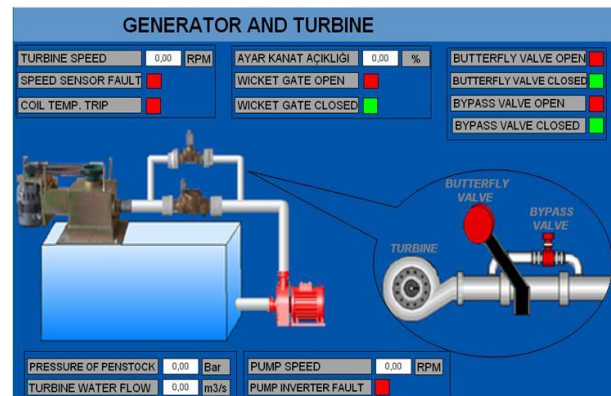 GENERATOR AND TURBINE
TURBINE SPEED 0,00 RPM
SPEED SENSOR FAULT
COIL TEMP. TRIP
AYAR KANAT AÇIKLIĞI 0,00 %
WICKET GATE OPEN
WICKET GATE CLOSED
BUTTERFLY VALVE OPEN
BUTTERFLY VALVE CLOSED
BYPASS VALVE OPEN
BYPASS VALVE CLOSED
BUTTERFLY
VALVE
BYPASS
VALVE
TURBINE
PRESSURE OF PENSTOCK 0,00 Bar
TURBINE WATER FLOW 0,00 m3/s
PUMP SPEED 0,00 RPM
PUMP INVERTER FAULT